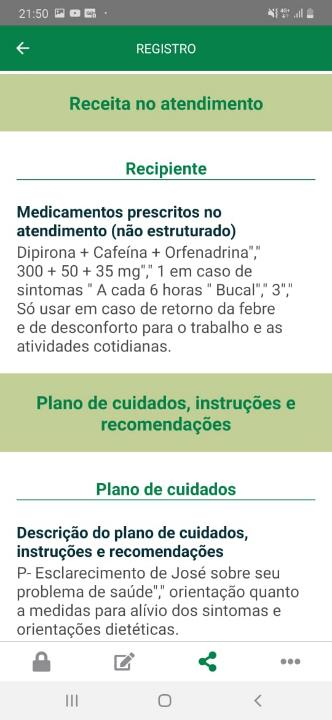 21:50
REGISTRO
Receita no atendimento
Recipiente
Medicamentos prescritos no
atendimento (não estruturado)
Dipirona + Cafeína + Orfenadrina","
300 + 50 + 35 mg"," 1 em caso de
sintomas " A cada 6 horas " Bucal"," 3","
Só usar em caso de retorno da febre
e de desconforto para o trabalho e as
atividades cotidianas.
Plano de cuidados, instruções e
recomendações
Plano de cuidados
Descrição do plano de cuidados,
instruções e recomendações
P- Esclarecimento de José sobre seu
problema de saúde"," orientação quanto
a medidas para alívio dos sintomas e
orientações dietéticas.